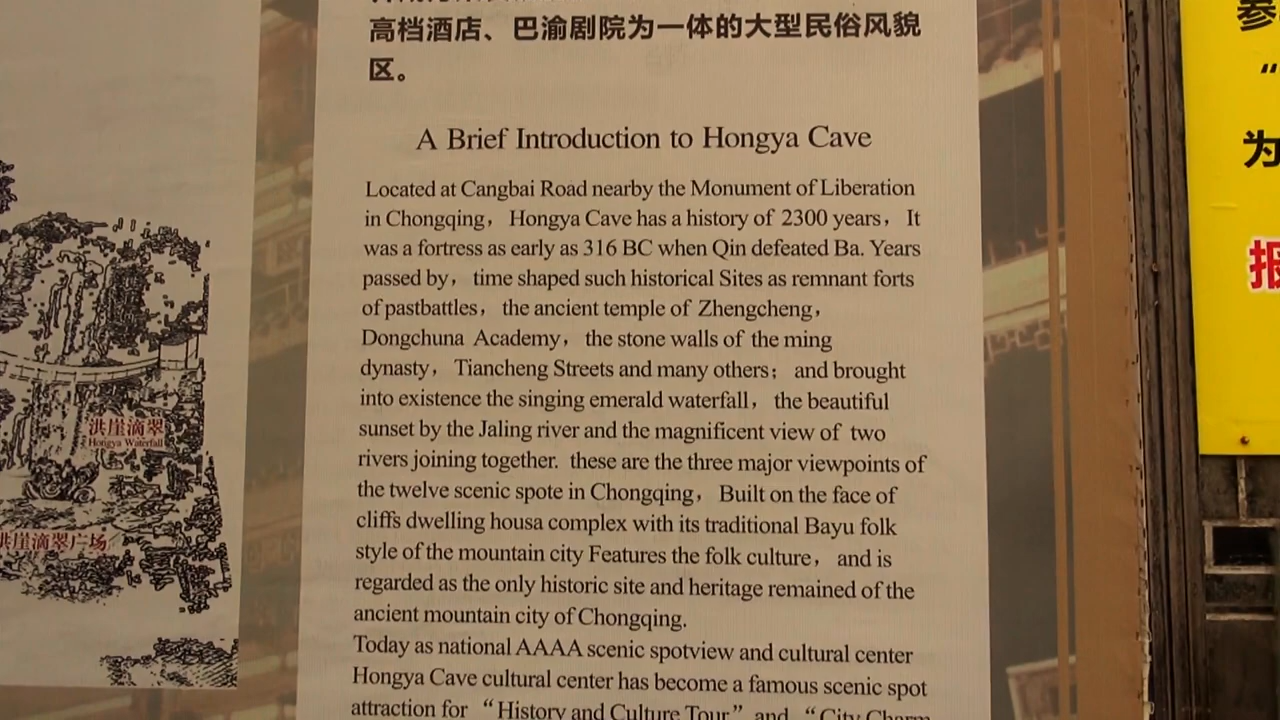 高档酒店、巴渝剧院为一体的大型民俗风貌
区。
A Brief Introduction to Hongya Cave
Located at Cangbai Road nearby the Monument of Liberation
in Chongqing， Hongya Cave has a history of 2300 years， It
was a fortress as early as 316 BC when Qin defeated Ba. Years
passed by， time shaped such historical Sites as remnant forts
of pastbattles， the ancient temple of Zhengcheng，
Dongchuna Academy， the stone walls of the ming
dynasty， Tiancheng Streets and many others； and brought
into existence the singing emerald waterfall， the beautiful
sunset by the Jaling river and the magnificent view of two
rivers joining together. these are the three major viewpoints of
the twelve scenic spote in Chongqing， Built on the face of
cliffs dwelling housa complex with its traditional Bayu folk
style of the mountain city Features the folk culture， and is
regarded as the only historic site and heritage remained of the
ancient mountain city of Chongqing.
Today as national AAAA scenic spotview and cultural center
Hongya Cave cultural center has become a famous scenic spot
attraction for “History and Culture Tour” and “City Charm
洪崖滴翠
Hongya Waterfall
洪崖滴翠广场
为